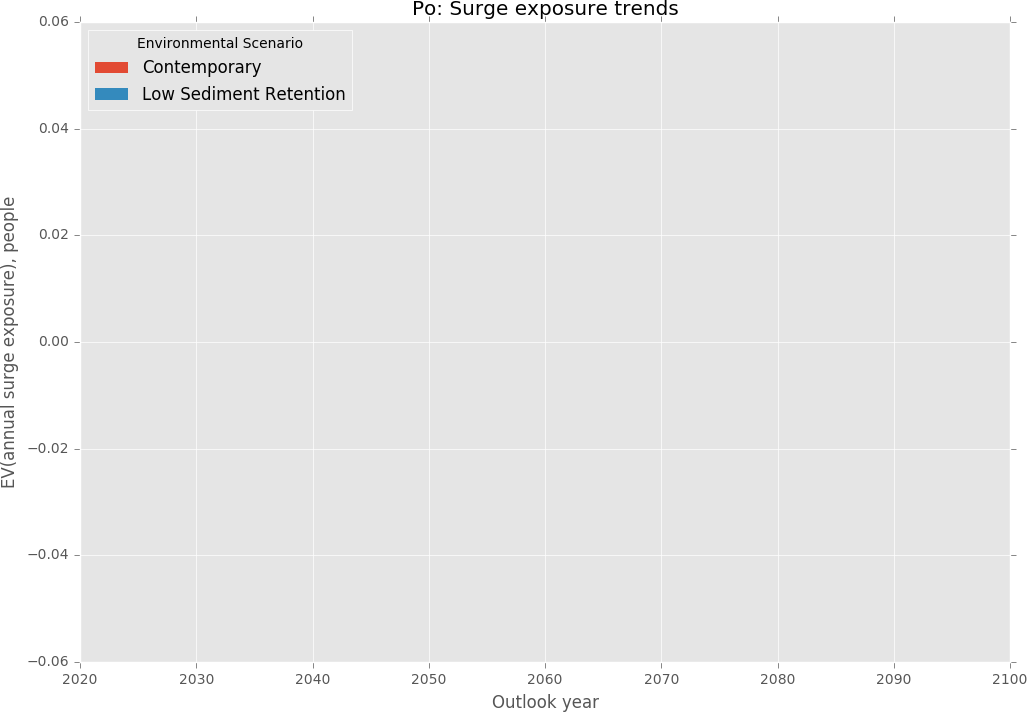 Po: Surge exposure trends
Environmental Scenario
Contemporary
Low Sediment Retention
EV(annual surge exposure), people
0.06
0.04
0.02
0.00
−0.02
−0.04
−0.06
2020 2030 2040 2050 2060 2070 2080 2090 2100
Outlook year